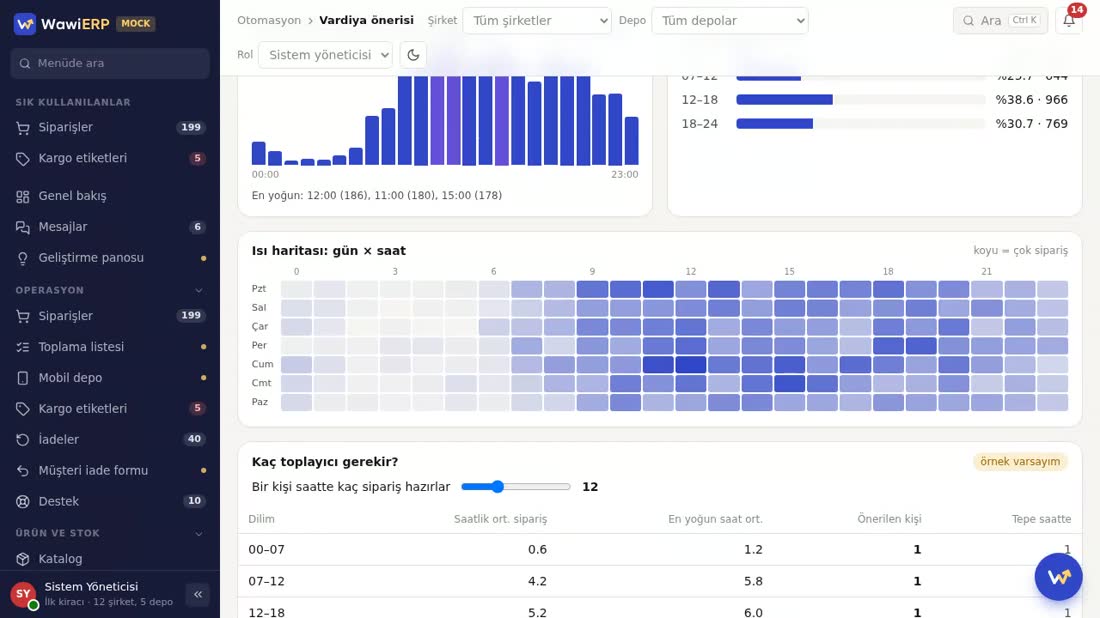 WawiERP MOCK
Menüde ara
SIK KULLANILANLAR
Siparişler 199
Kargo etiketleri 5
Genel bakış
Mesajlar 6
Geliştirme panosu
OPERASYON
Siparişler 199
Toplama listesi
Mobil depo
Kargo etiketleri 5
İadeler 40
Müşteri iade formu
Destek 10
ÜRÜN VE STOK
Katalog
SY Sistem Yöneticisi
İlk kiracı · 12 şirket, 5 depo
Otomasyon › Vardiya önerisi Şirket Tüm şirketler Depo Tüm depolar Ara Ctrl K 14
Rol Sistem yöneticisi
00:00 23:00
En yoğun: 12:00 (186), 11:00 (180), 15:00 (178)
12–18 %38.6 · 966
18–24 %30.7 · 769
Isı haritası: gün × saat koyu = çok sipariş
0 3 6 9 12 15 18 21
Pzt
Sal
Çar
Per
Cum
Cmt
Paz
Kaç toplayıcı gerekir? örnek varsayım
Bir kişi saatte kaç sipariş hazırlar 12
Dilim Saatlik ort. sipariş En yoğun saat ort. Önerilen kişi Tepe saatte
00–07 0.6 1.2 1 1
07–12 4.2 5.8 1
12–18 5.2 6.0 1 1